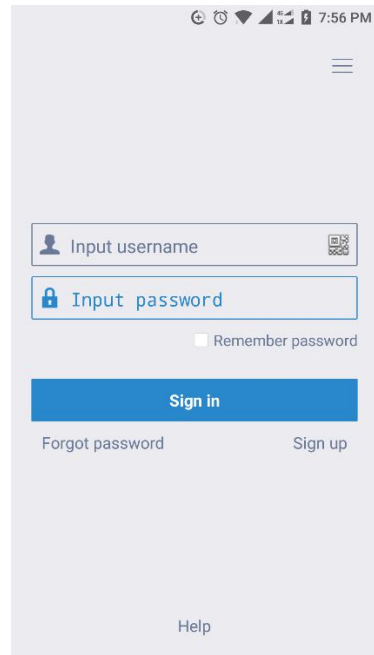 7:56 PM
Input username
Input password
Remember password
Sign in
Forgot password Sign up
Help